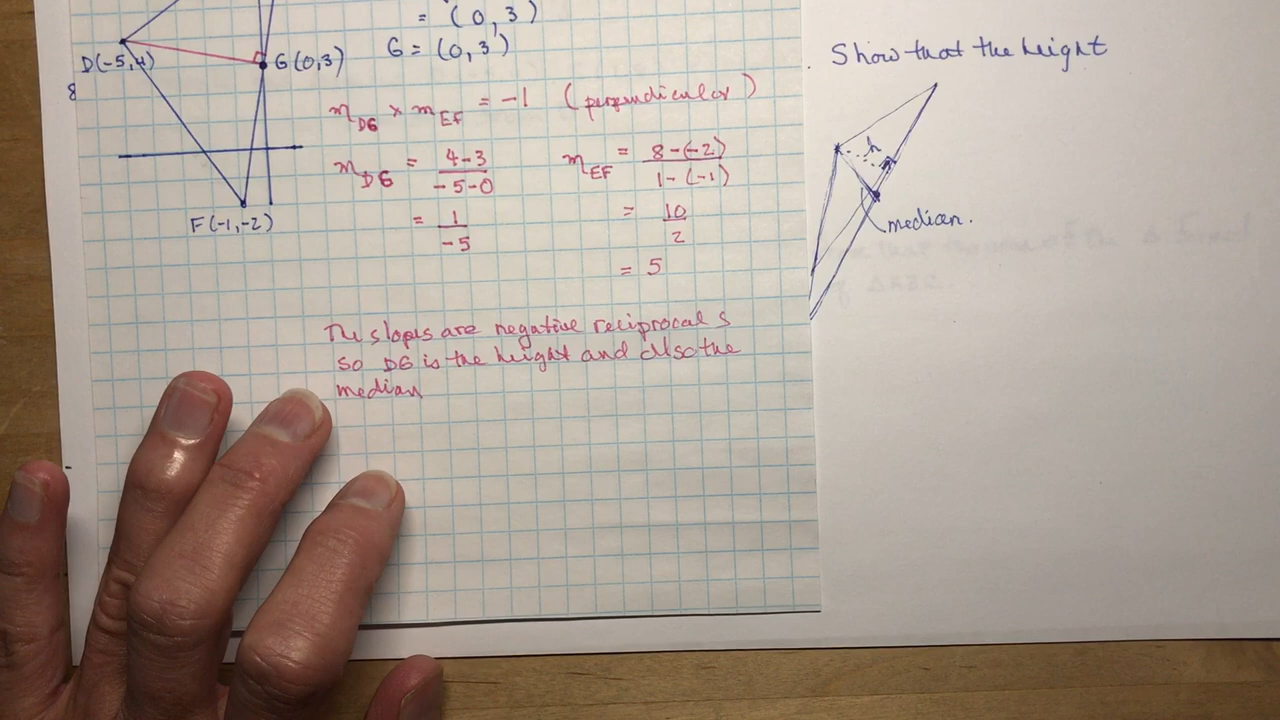 = (0,3)
G = (0,3)
D(-5,4)
G(0,3)
8
F(-1,-2)
m_DG × m_EF = -1 (perpendicular)
m_DG = 4-3 / -5-0
= 1 / -5
m_EF = 8-(-2) / 1-(-1)
= 10 / 2
= 5
The slopes are negative reciprocals
so DG is the height and also the
median
Show that the height
h
median.